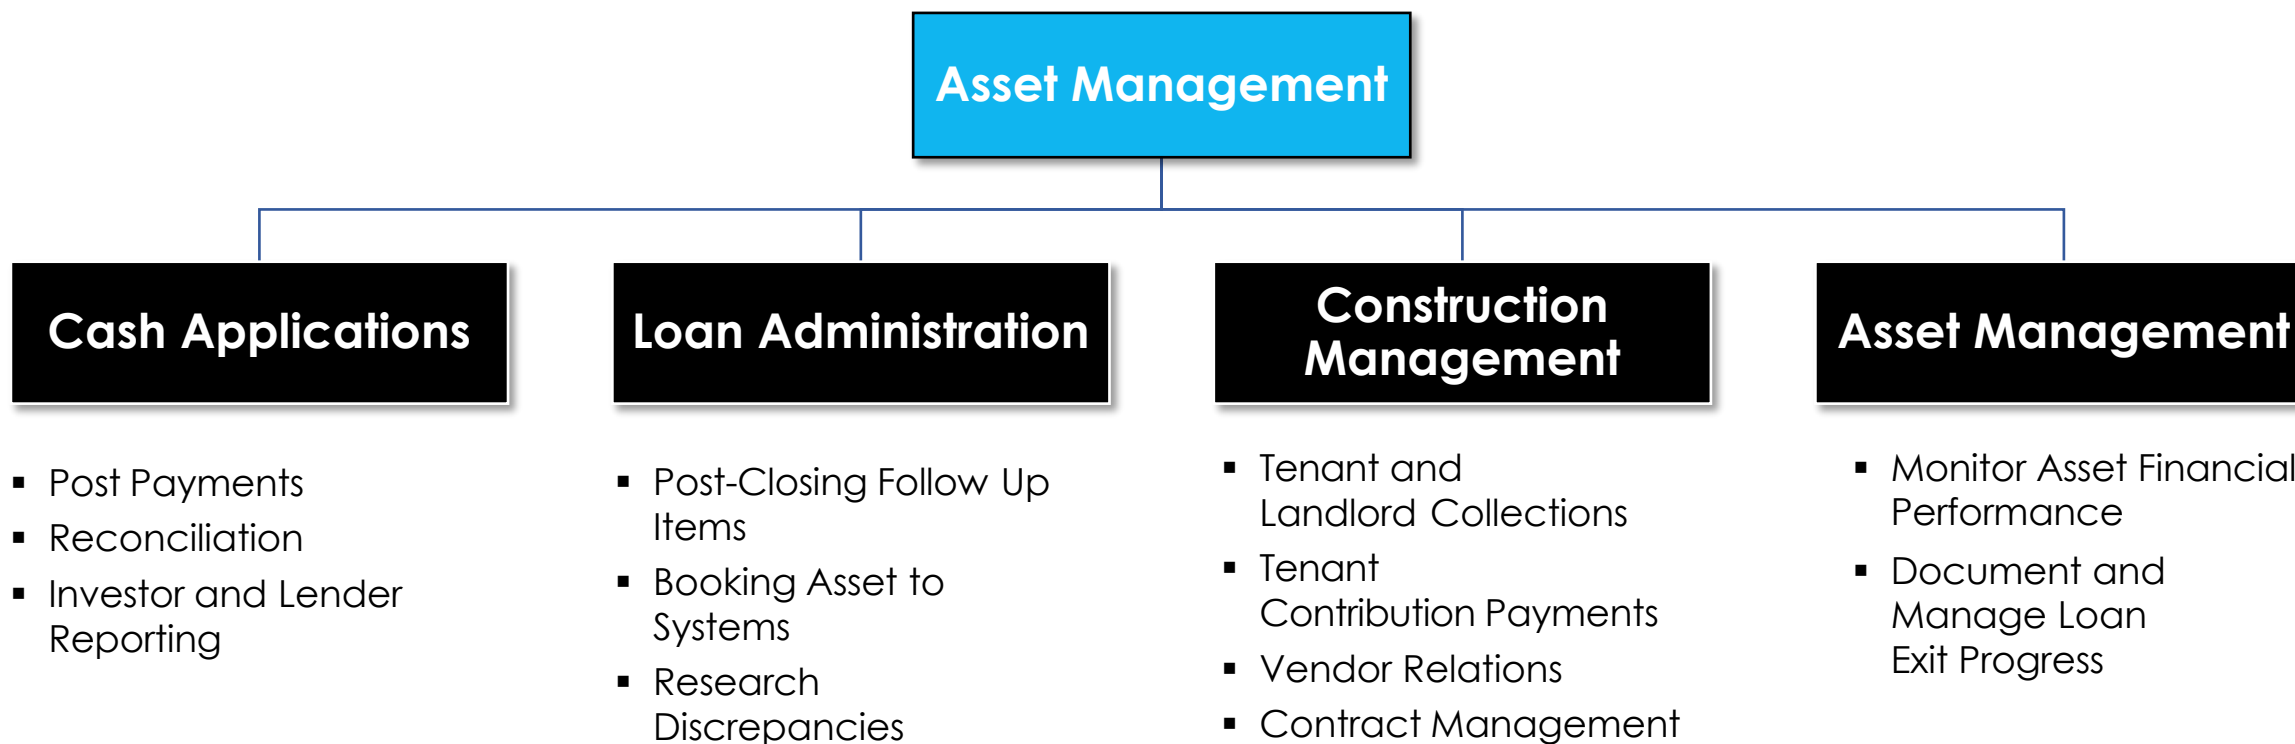 Asset Management
Cash Applications
▪ Post Payments
▪ Reconciliation
▪ Investor and Lender
Reporting
Loan Administration
▪ Post-Closing Follow Up
Items
▪ Booking Asset to
Systems
▪ Research
Discrepancies
Construction
Management
▪ Tenant and
Landlord Collections
▪ Tenant
Contribution Payments
▪ Vendor Relations
▪ Contract Management
Asset Management
▪ Monitor Asset Financial
Performance
▪ Document and
Manage Loan
Exit Progress